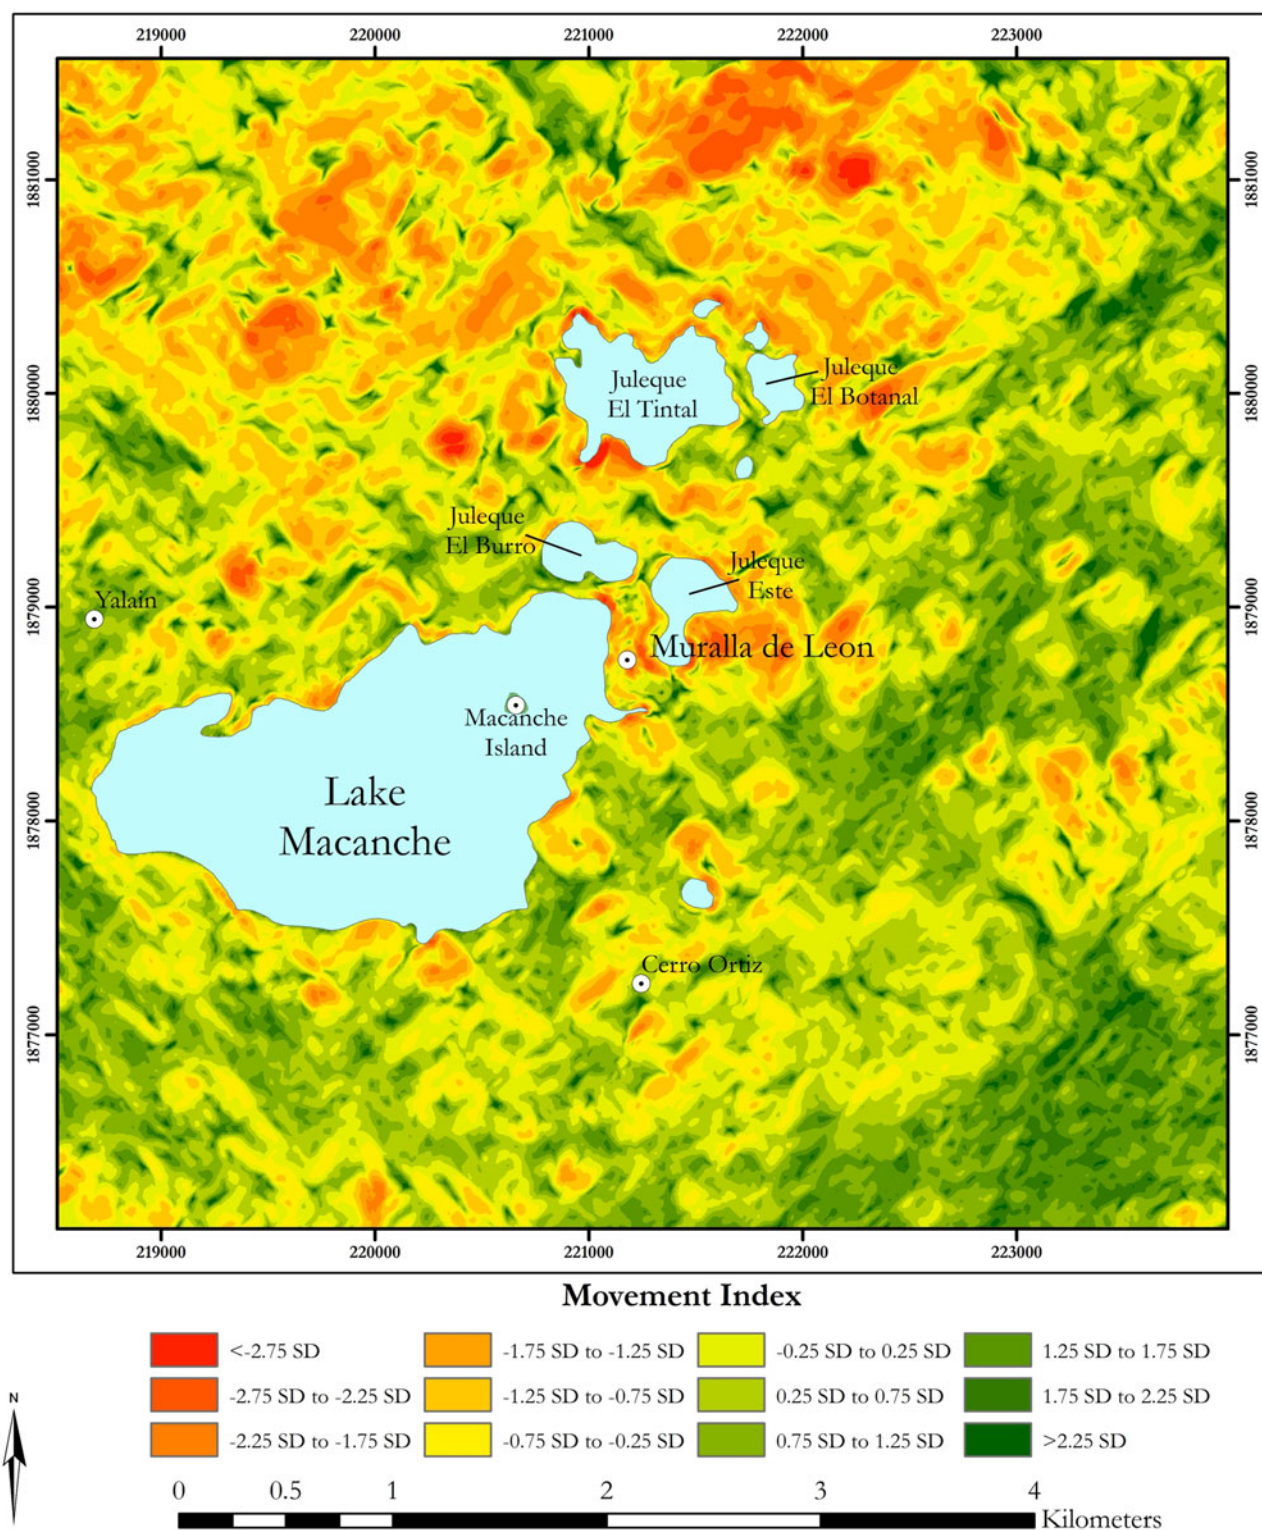 219000 220000 221000 222000 223000
1881000 1881000
Juleque
El Tintal
Juleque
El Botanal
1880000 1880000
Juleque
El Burro
Juleque
Este
Yalain
1879000 1879000
Muralla de Leon
Macanche
Island
Lake
Macanche
1878000 1878000
Cerro Ortiz
1877000 1877000
219000 220000 221000 222000 223000
Movement Index
<-2.75 SD -1.75 SD to -1.25 SD -0.25 SD to 0.25 SD 1.25 SD to 1.75 SD
-2.75 SD to -2.25 SD -1.25 SD to -0.75 SD 0.25 SD to 0.75 SD 1.75 SD to 2.25 SD
-2.25 SD to -1.75 SD -0.75 SD to -0.25 SD 0.75 SD to 1.25 SD >2.25 SD
N
0 0.5 1 2 3 4
Kilometers